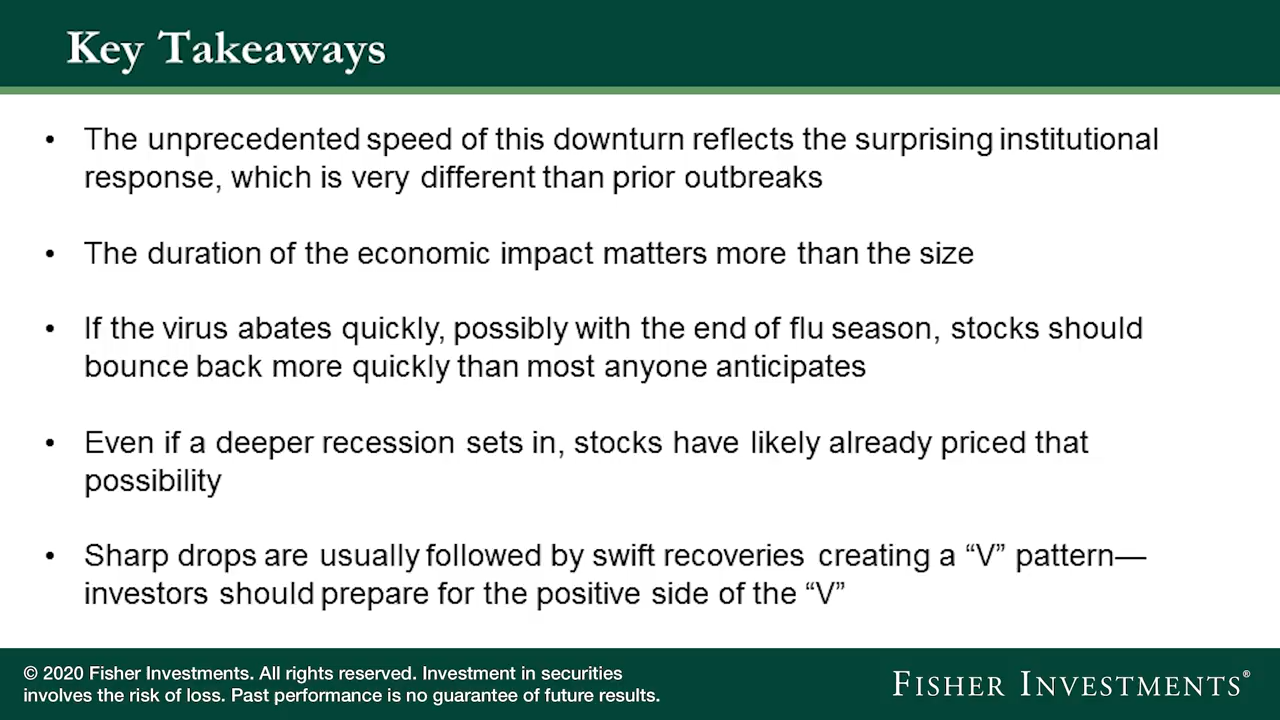 Key Takeaways
• The unprecedented speed of this downturn reflects the surprising institutional
response, which is very different than prior outbreaks
• The duration of the economic impact matters more than the size
• If the virus abates quickly, possibly with the end of flu season, stocks should
bounce back more quickly than most anyone anticipates
• Even if a deeper recession sets in, stocks have likely already priced that
possibility
• Sharp drops are usually followed by swift recoveries creating a “V” pattern—
investors should prepare for the positive side of the “V”
© 2020 Fisher Investments. All rights reserved. Investment in securities
involves the risk of loss. Past performance is no guarantee of future results.
FISHER INVESTMENTS®